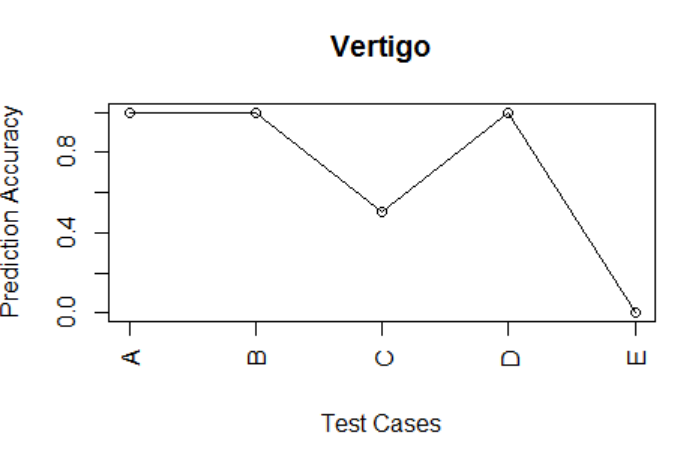 Vertigo
Prediction Accuracy
0.8
0.4
0.0
A B C D E
Test Cases